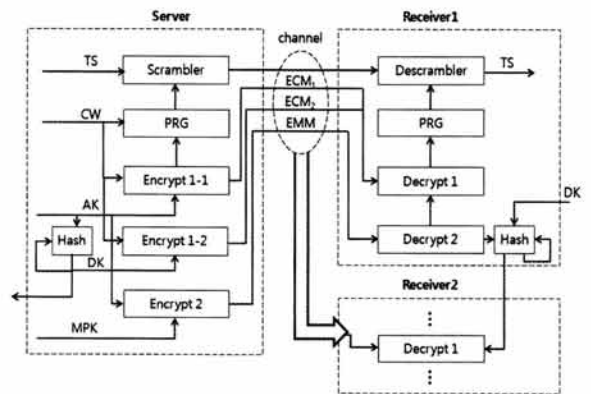 Server
Receiver1
channel
TS
Scrambler
Descrambler
TS
ECM₁
CW
PRG
ECM₂
PRG
EMM
Encrypt 1-1
Decrypt 1
AK
DK
Hash
Encrypt 1-2
Decrypt 2
Hash
DK
Receiver2
Encrypt 2
MPK
Decrypt 1